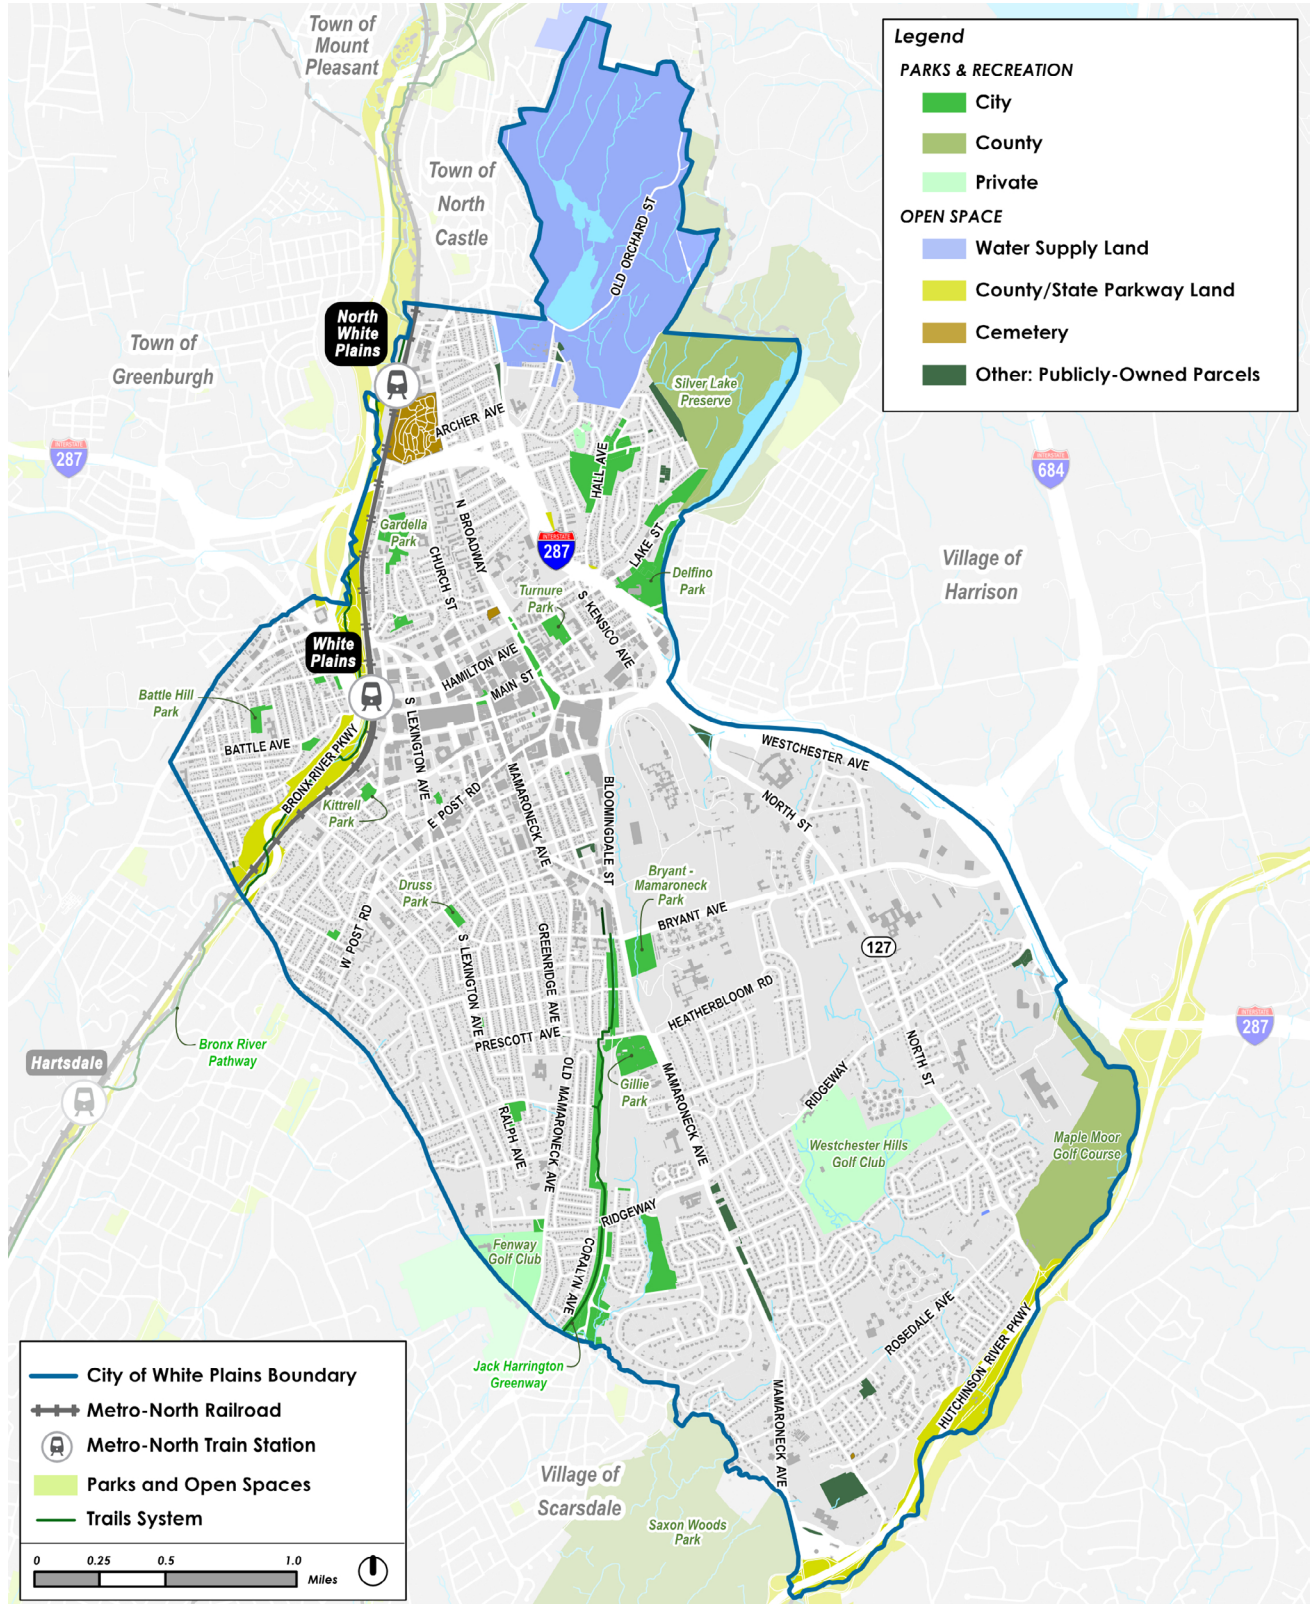 Town of
Mount
Pleasant
Legend
PARKS & RECREATION
City
County
Private
OPEN SPACE
Water Supply Land
County/State Parkway Land
Cemetery
Other: Publicly-Owned Parcels
Town of
North
Castle
OLD ORCHARD ST
North
White
Plains
Town of
Greenburgh
Silver Lake
Preserve
ARCHER AVE
INTERSTATE
287
HALL AVE
INTERSTATE
684
N BROADWAY
Gardella
Park
CHURCH ST
INTERSTATE
287
LAKE ST
Delfino
Park
Village of
Harrison
Turnure
Park
S KENSICO AVE
White
Plains
HAMILTON AVE
MAIN ST
Battle Hill
Park
BATTLE AVE
S LEXINGTON AVE
BRONX-RIVER PKWY
WESTCHESTER AVE
NORTH ST
Kittrell
Park
E POST RD
MAMARONECK AVE
BLOOMINGDALE ST
Bryant -
Mamaroneck
Park
Druss
Park
BRYANT AVE
W POST RD
S LEXINGTON AVE
GREENRIDGE AVE
127
HEATHERBLOOM RD
INTERSTATE
287
Bronx River
Pathway
PRESCOTT AVE
NORTH ST
Hartsdale
OLD MAMARONECK AVE
Gillie
Park
MAMARONECK AVE
RIDGEWAY
RALPH AVE
Westchester Hills
Golf Club
Maple Moor
Golf Course
RIDGEWAY
Fenway
Golf Club
CORALYN AVE
ROSEDALE AVE
HUTCHINSON RIVER PKWY
Jack Harrington
Greenway
MAMARONECK AVE
Village of
Scarsdale
Saxon Woods
Park
City of White Plains Boundary
Metro-North Railroad
Metro-North Train Station
Parks and Open Spaces
Trails System
0 0.25 0.5 1.0
Miles